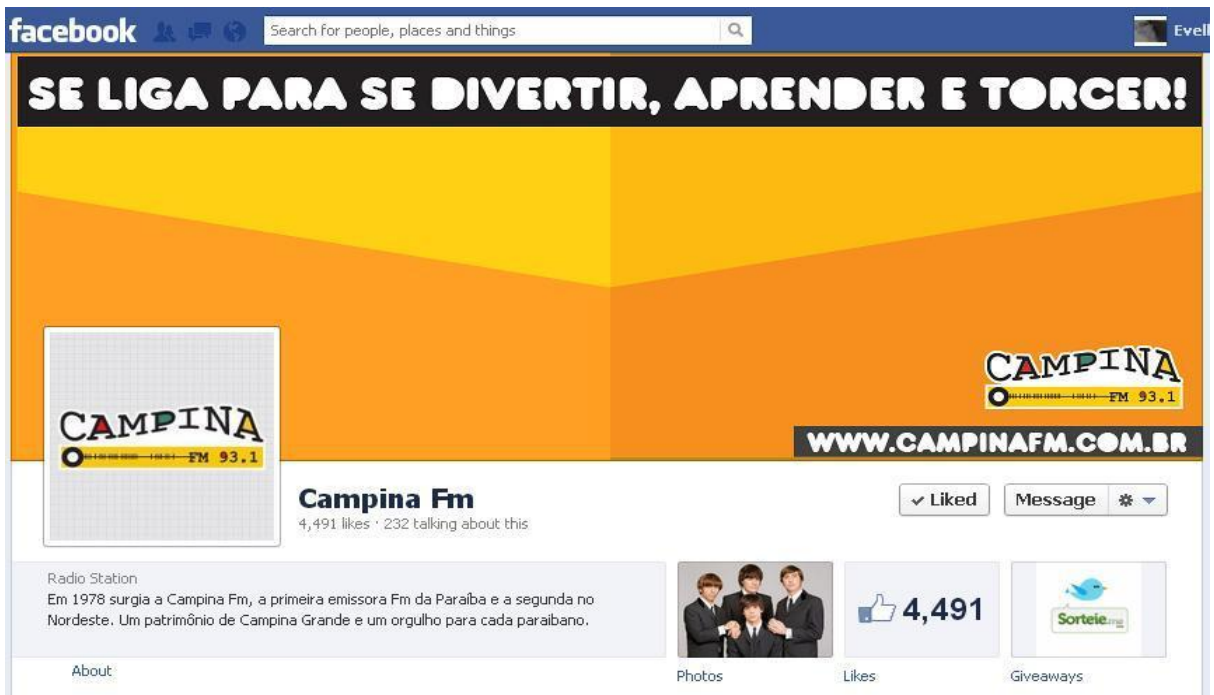 facebook
Search for people, places and things
Evell
SE LIGA PARA SE DIVERTIR, APRENDER E TORCER!
CAMPINA
FM 93.1
WWW.CAMPINAFM.COM.BR
CAMPINA
FM 93.1
Campina Fm
4,491 likes · 232 talking about this
Liked
Message
Radio Station
Em 1978 surgia a Campina Fm, a primeira emissora Fm da Paraíba e a segunda no
Nordeste. Um patrimônio de Campina Grande e um orgulho para cada paraibano.
About
4,491
Sorteie.me
Photos
Likes
Giveaways